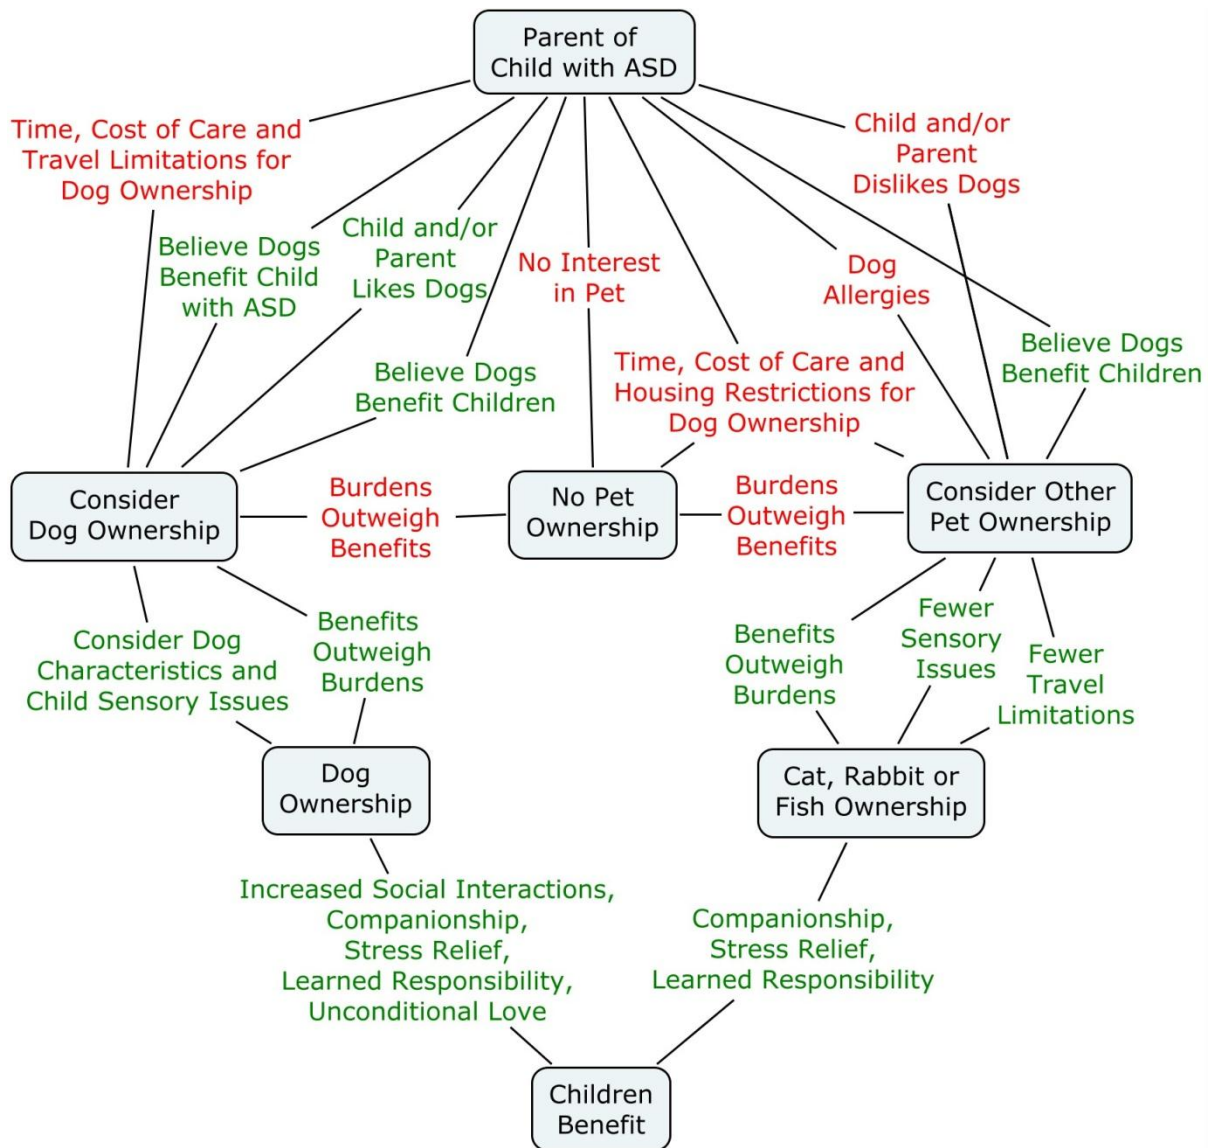 Parent of
Child with ASD
Time, Cost of Care and
Travel Limitations for
Dog Ownership
Believe Dogs
Benefit Child
with ASD
Child and/or
Parent
Likes Dogs
Believe Dogs
Benefit Children
No Interest
in Pet
Time, Cost of Care and
Housing Restrictions for
Dog Ownership
Dog
Allergies
Child and/or
Parent
Dislikes Dogs
Believe Dogs
Benefit Children
Consider
Dog Ownership
Burdens
Outweigh
Benefits
No Pet
Ownership
Burdens
Outweigh
Benefits
Consider Other
Pet Ownership
Consider Dog
Characteristics and
Child Sensory Issues
Benefits
Outweigh
Burdens
Benefits
Outweigh
Burdens
Fewer
Sensory
Issues
Fewer
Travel
Limitations
Dog
Ownership
Cat, Rabbit or
Fish Ownership
Increased Social Interactions,
Companionship,
Stress Relief,
Learned Responsibility,
Unconditional Love
Companionship,
Stress Relief,
Learned Responsibility
Children
Benefit